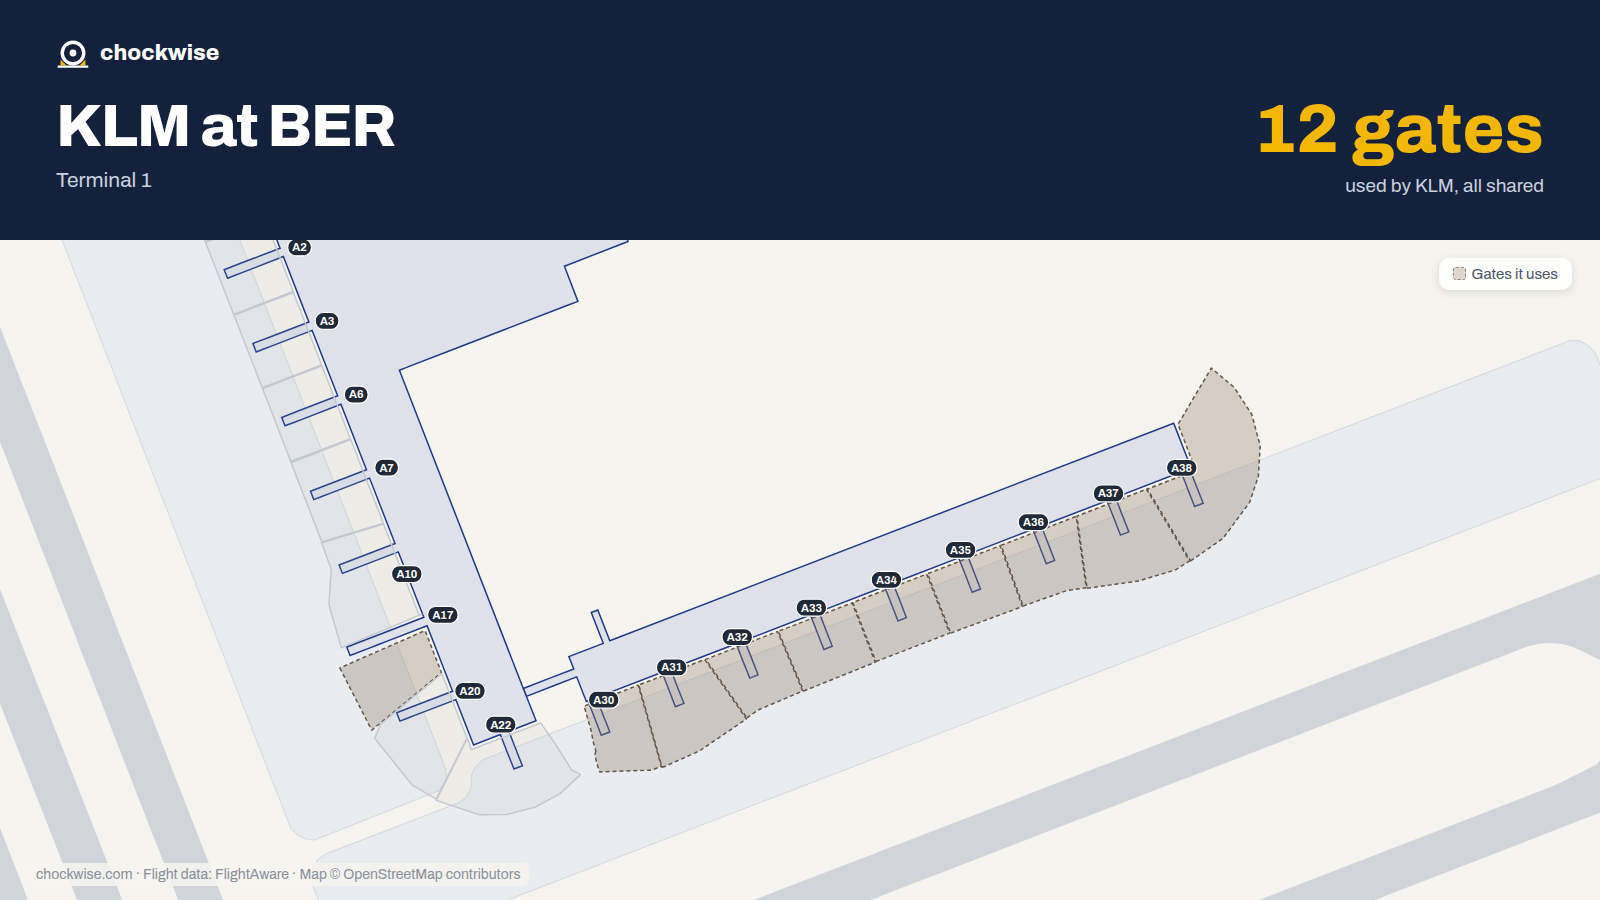 chockwise
KLM at BER
Terminal 1
12 gates
used by KLM, all shared
Gates it uses
A2
A3
A6
A7
A10
A17
A20
A22
A30
A31
A32
A33
A34
A35
A36
A37
A38
chockwise.com · Flight data: FlightAware · Map © OpenStreetMap contributors